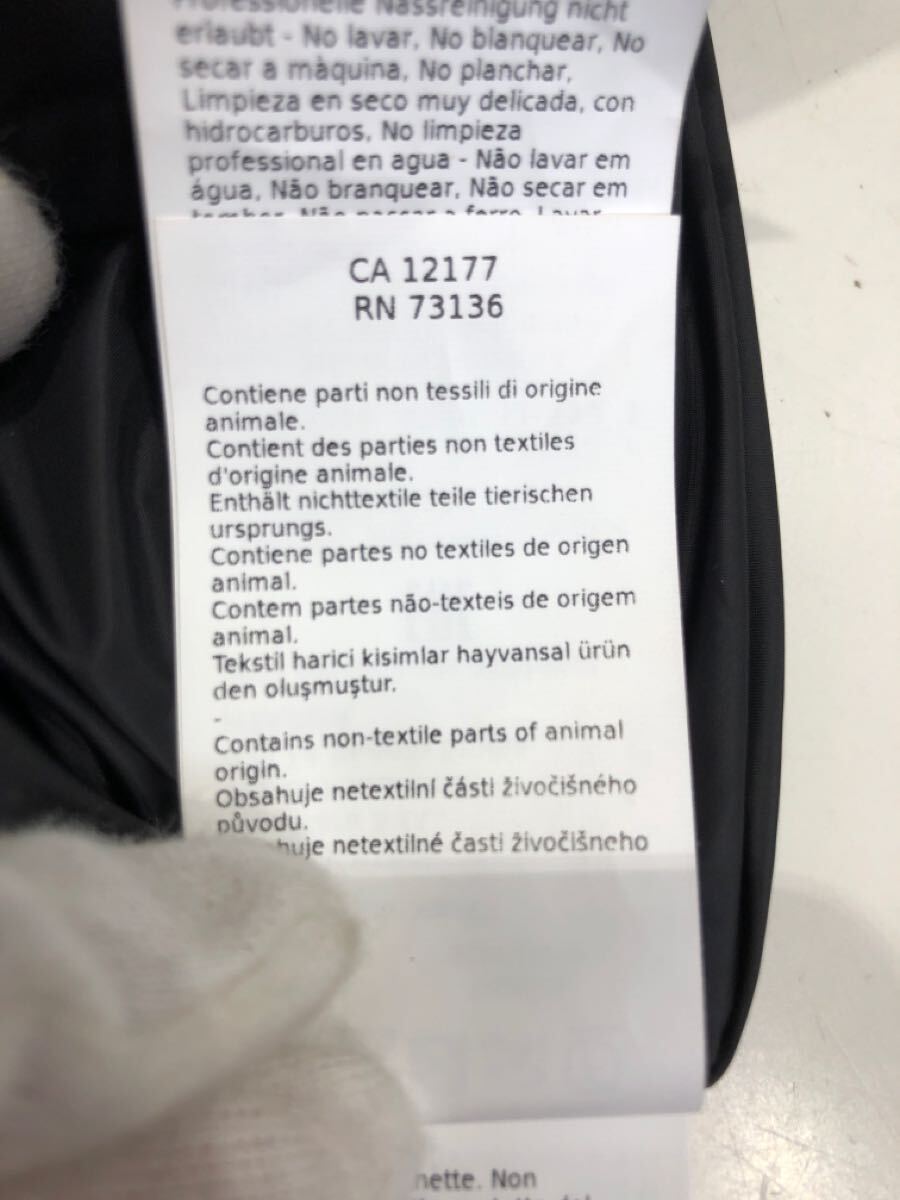 Professionelle Nassreinigung nicht
erlaubt - No lavar, No blanquear, No
secar a màquina, No planchar,
Limpieza en seco muy delicada, con
hidrocarburos, No limpieza
professional en agua - Não lavar em
água, Não branquear, Não secar em
CA 12177
RN 73136
Contiene parti non tessili di origine
animale.
Contient des parties non textiles
d'origine animale.
Enthält nichttextile teile tierischen
ursprungs.
Contiene partes no textiles de origen
animal.
Contem partes não-texteis de origem
animal.
Tekstil harici kisimlar hayvansal ürün
den oluşmuştur.
-
Contains non-textile parts of animal
origin.
Obsahuje netextilní části živočišného
původu.
huje netextilné časti živočišneho
nette. Non